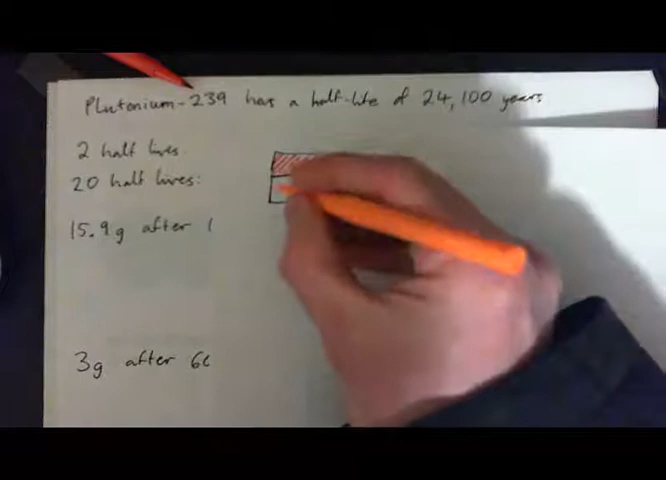 Plutonium-239 has a half-life of 24,100 years
2 half lives
20 half lives:
15.9g after 1
3g after